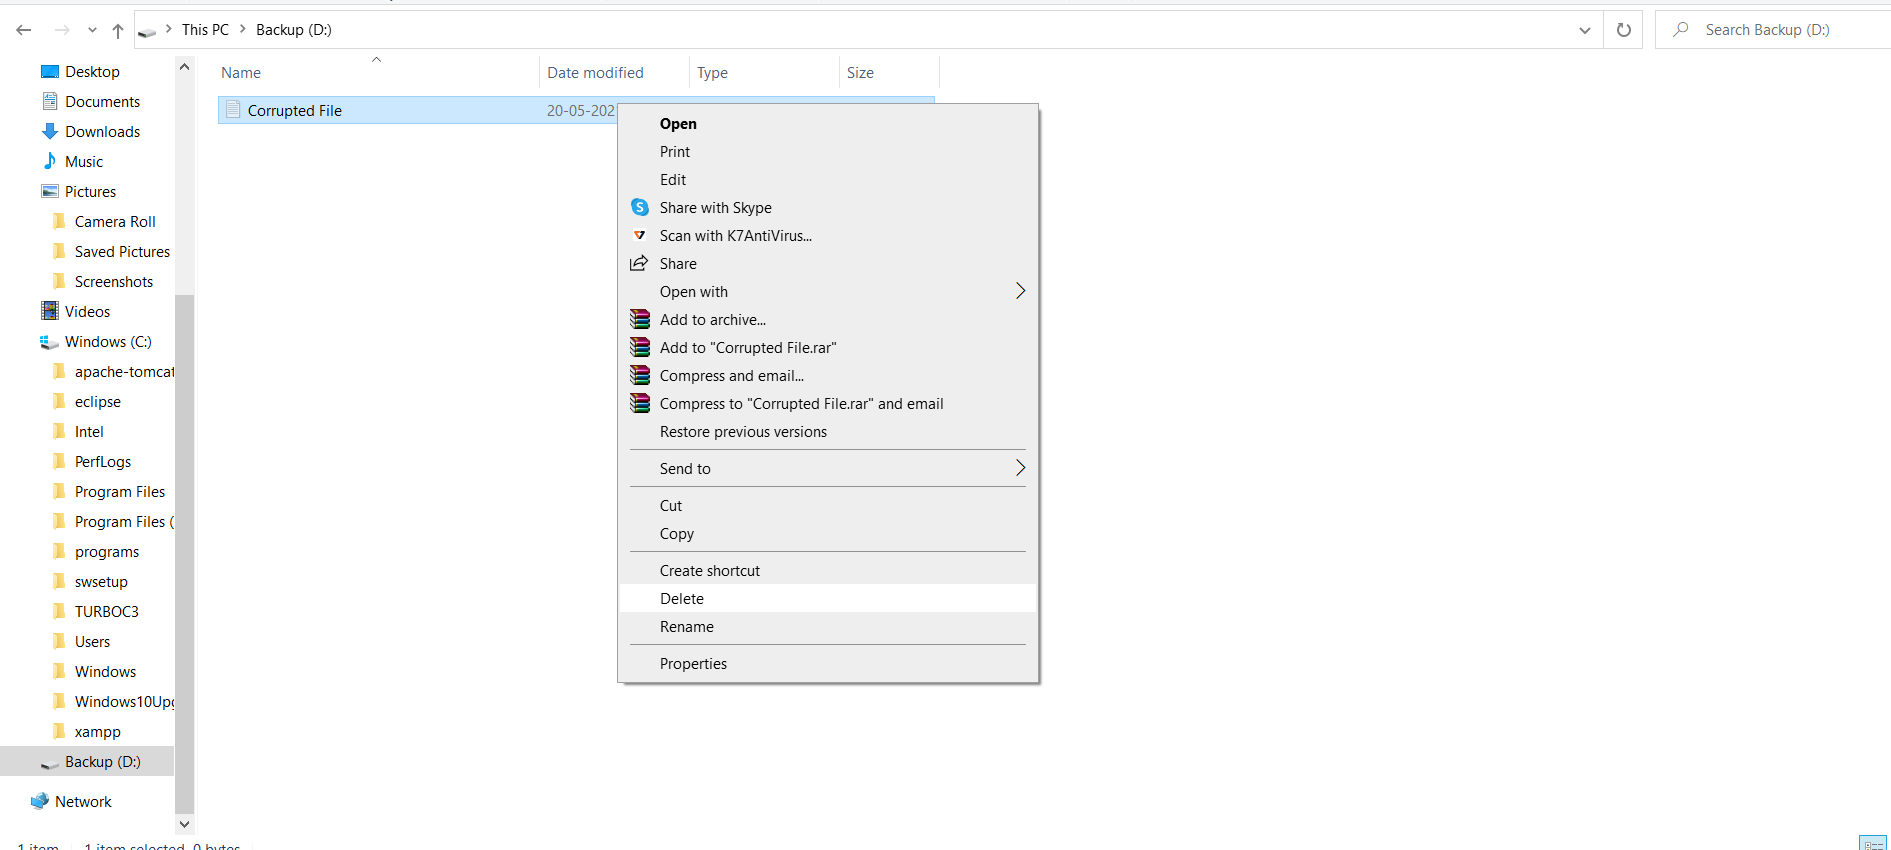 This PC > Backup (D:)
Search Backup (D:)
Name
Date modified
Type
Size
Desktop
Documents
Downloads
Music
Pictures
Camera Roll
Saved Pictures
Screenshots
Videos
Windows (C:)
apache-tomcat
eclipse
Intel
PerfLogs
Program Files
Program Files (
programs
swsetup
TURBOC3
Users
Windows
Windows10Upg
xampp
Backup (D:)
Network
Corrupted File
20-05-202
Open
Print
Edit
Share with Skype
Scan with K7AntiVirus...
Share
Open with
Add to archive...
Add to "Corrupted File.rar"
Compress and email...
Compress to "Corrupted File.rar" and email
Restore previous versions
Send to
Cut
Copy
Create shortcut
Delete
Rename
Properties
1 item
1 item selected 0 bytes